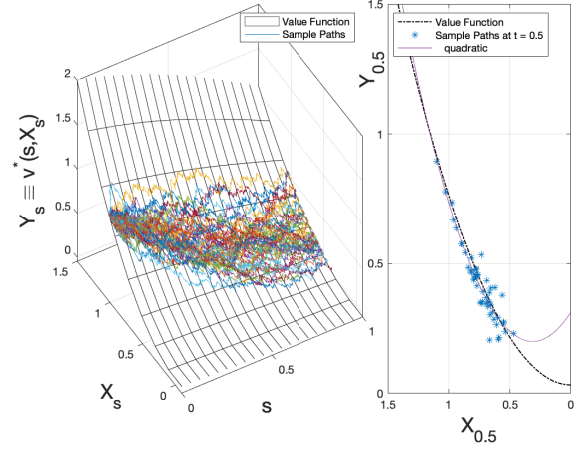 Value Function
Sample Paths
2
1.5
1
0.5
0
1.5
1
0.5
0
0
0.5
1
Y_s ≡ v*(s,X_s)
X_s
s
Value Function
Sample Paths at t = 0.5
quadratic
1.5
1
0.5
0
1.5
1
0.5
0
Y_0.5
X_0.5